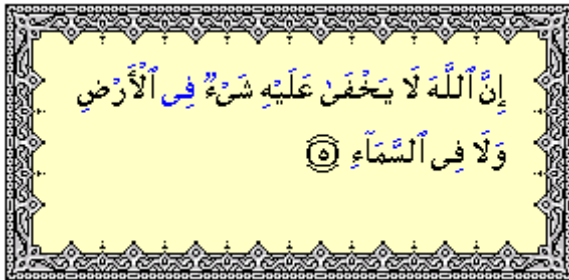 إِنَّ ٱللَّهَ لَا يَخْفَىٰ عَلَيْهِ شَىْءٌ فِى ٱلْأَرْضِ
وَلَا فِى ٱلسَّمَآءِ ۝٥